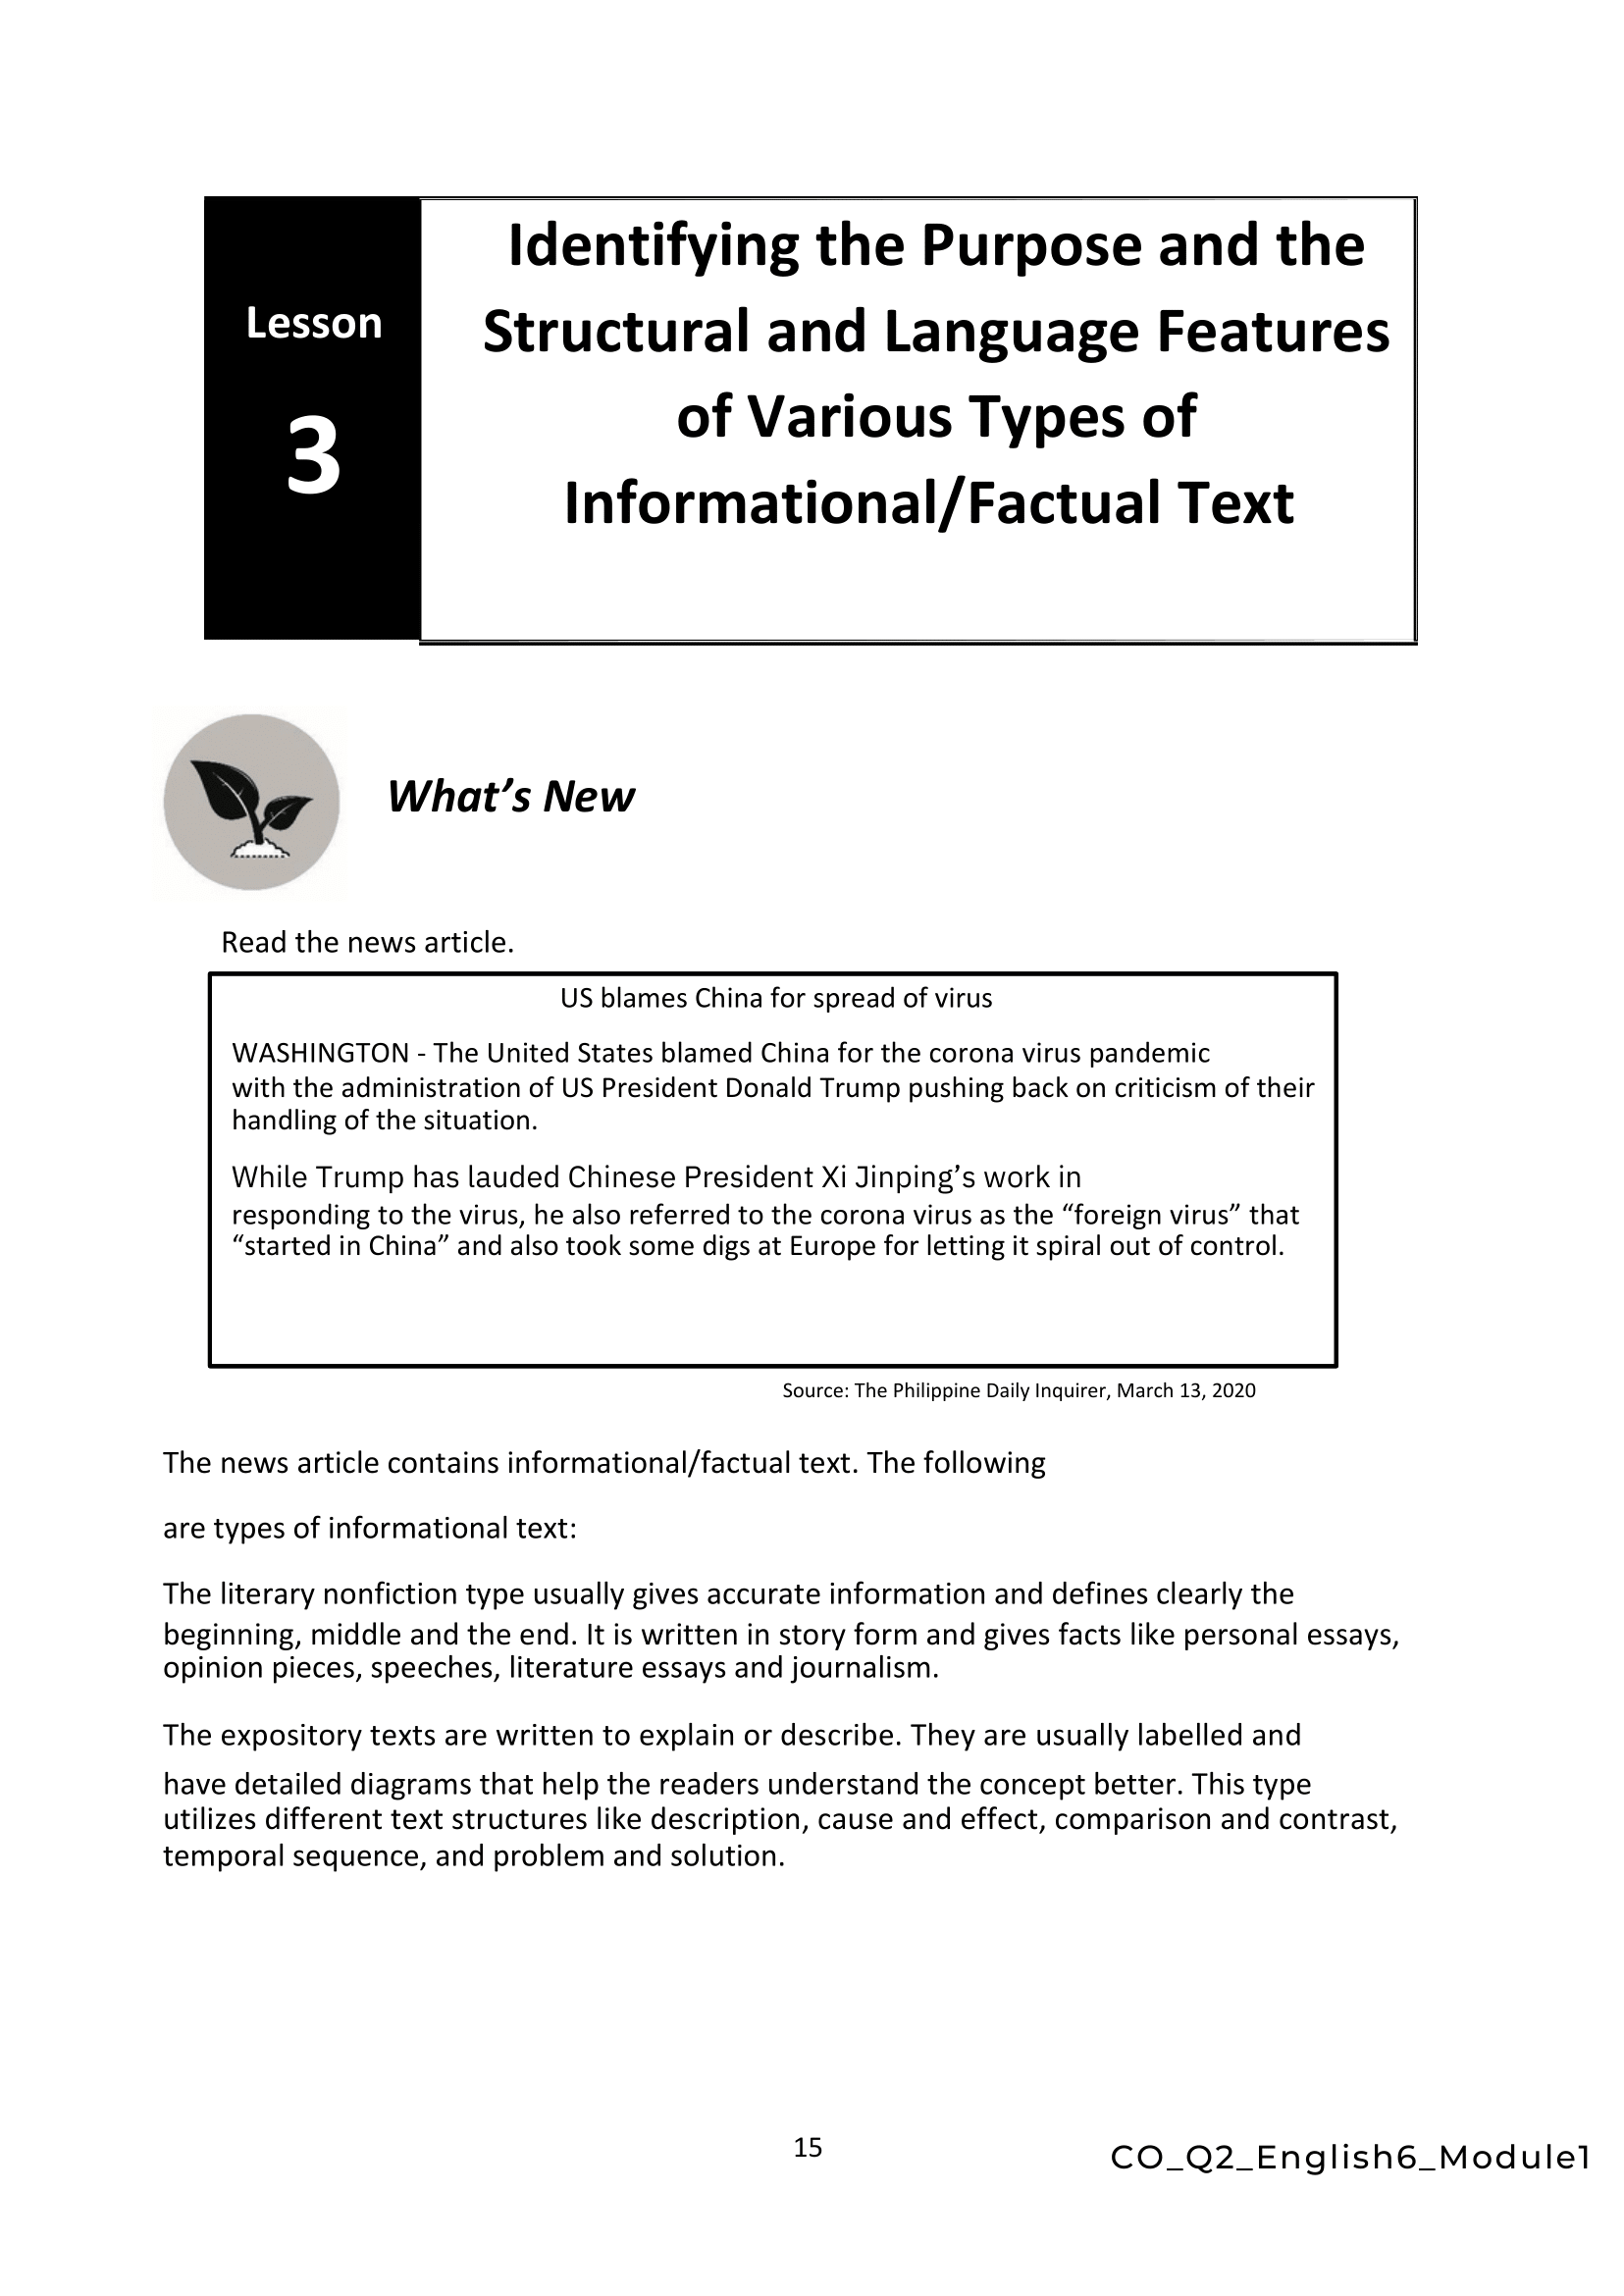 Lesson
3
Identifying the Purpose and the
Structural and Language Features
of Various Types of
Informational/Factual Text
What’s New
Read the news article.
US blames China for spread of virus
WASHINGTON - The United States blamed China for the corona virus pandemic
with the administration of US President Donald Trump pushing back on criticism of their
handling of the situation.
While Trump has lauded Chinese President Xi Jinping’s work in
responding to the virus, he also referred to the corona virus as the “foreign virus” that
“started in China” and also took some digs at Europe for letting it spiral out of control.
Source: The Philippine Daily Inquirer, March 13, 2020
The news article contains informational/factual text. The following
are types of informational text:
The literary nonfiction type usually gives accurate information and defines clearly the
beginning, middle and the end. It is written in story form and gives facts like personal essays,
opinion pieces, speeches, literature essays and journalism.
The expository texts are written to explain or describe. They are usually labelled and
have detailed diagrams that help the readers understand the concept better. This type
utilizes different text structures like description, cause and effect, comparison and contrast,
temporal sequence, and problem and solution.
15
CO_Q2_English6_Module1